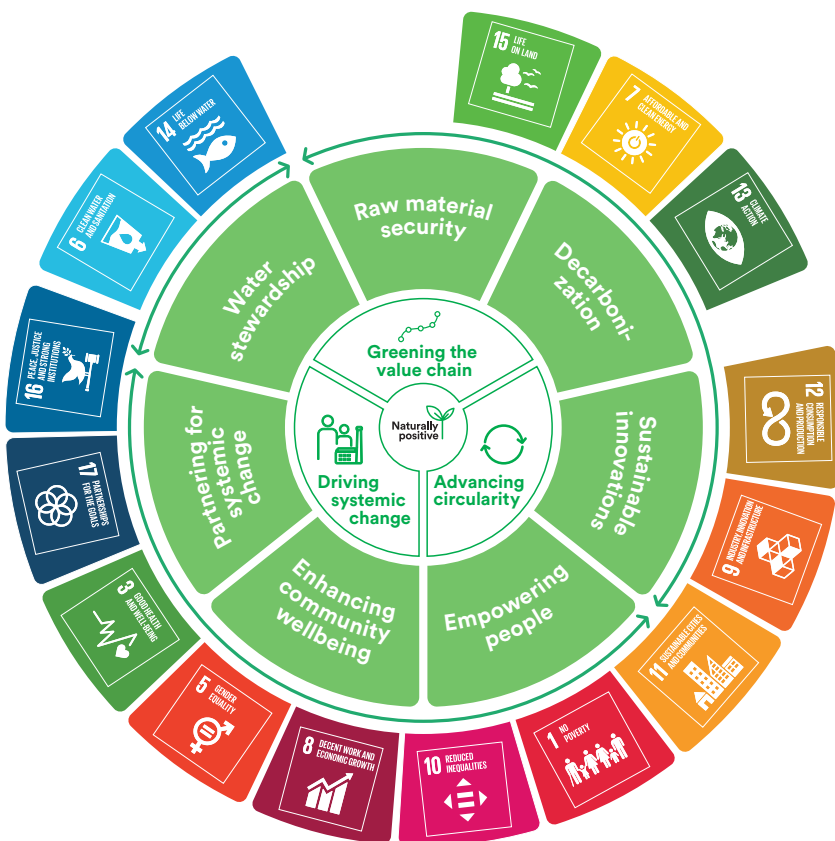 15 LIFE
ON LAND
7 AFFORDABLE AND
CLEAN ENERGY
13 CLIMATE
ACTION
12 RESPONSIBLE
CONSUMPTION
AND PRODUCTION
9 INDUSTRY, INNOVATION
AND INFRASTRUCTURE
11 SUSTAINABLE CITIES
AND COMMUNITIES
1 NO
POVERTY
10 REDUCED
INEQUALITIES
8 DECENT WORK AND
ECONOMIC GROWTH
5 GENDER
EQUALITY
3 GOOD HEALTH
AND WELL-BEING
17 PARTNERSHIPS
FOR THE GOALS
16 PEACE, JUSTICE
AND STRONG
INSTITUTIONS
6 CLEAN WATER
AND SANITATION
14 LIFE
BELOW WATER
Raw material
security
Decarboni-
zation
Sustainable
innovations
Empowering
people
Enhancing
community
wellbeing
Partnering for
systemic
change
Water
stewardship
Greening the
value chain
Advancing
circularity
Driving
systemic
change
Naturally
positive